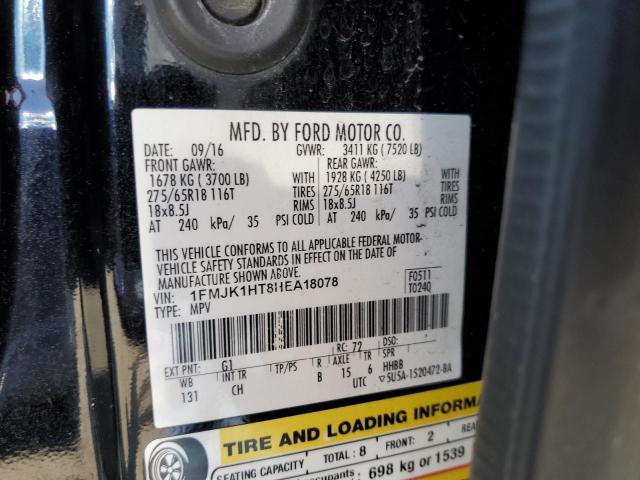 MFD. BY FORD MOTOR CO.
DATE: 09/16 GVWR: 3411 KG ( 7520 LB)
FRONT GAWR: REAR GAWR:
1678 KG ( 3700 LB) WITH 1928 KG ( 4250 LB) WITH
275/65R18 116T TIRES 275/65R18 116T TIRES
18x8.5J RIMS 18x8.5J RIMS
AT 240 kPa/ 35 PSI COLD AT 240 kPa/ 35 PSI COLD
THIS VEHICLE CONFORMS TO ALL APPLICABLE FEDERAL MOTOR
VEHICLE SAFETY STANDARDS IN EFFECT ON THE DATE OF
MANUFACTURE SHOWN ABOVE.
VIN: 1FMJK1HT8HEA18078 F0511
TYPE: MPV T0240
EXT PNT: G1 RC: 72 DSO:
WB INT TR TP/PS R AXLE TR SPR
131 CH B 15 6 HHBB
UTC 5U5A-1520472-BA
TIRE AND LOADING INFORMA
SEATING CAPACITY TOTAL: 8 FRONT: 2 REA
ccupants 698 kg or 1539